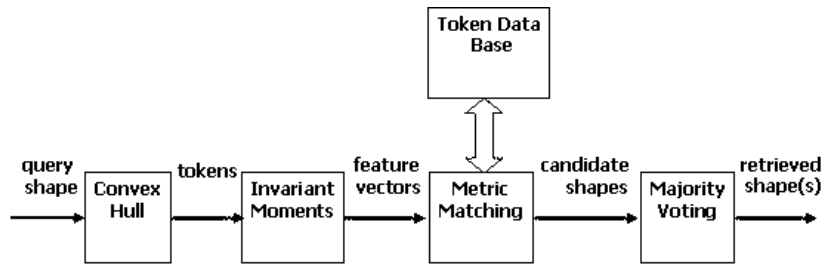 Token Data
Base
query
shape
Convex
Hull
tokens
Invariant
Moments
feature
vectors
Metric
Matching
candidate
shapes
Majority
Voting
retrieved
shape(s)